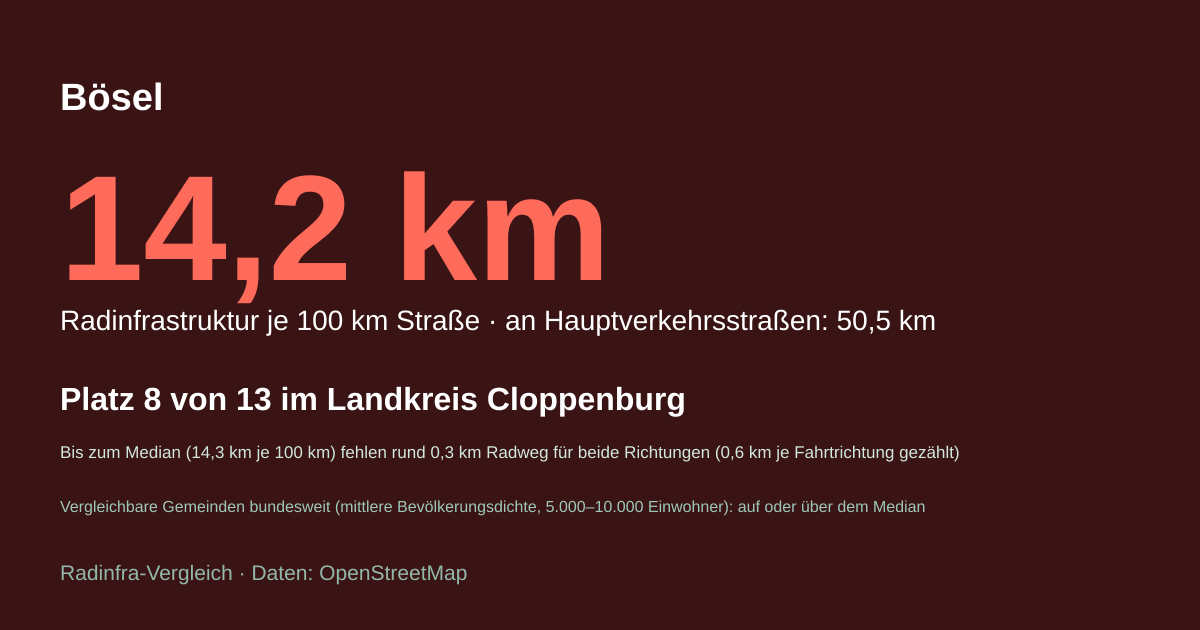 Bösel
14,2 km
Radinfrastruktur je 100 km Straße · an Hauptverkehrsstraßen: 50,5 km
Platz 8 von 13 im Landkreis Cloppenburg
Bis zum Median (14,3 km je 100 km) fehlen rund 0,3 km Radweg für beide Richtungen (0,6 km je Fahrtrichtung gezählt)
Vergleichbare Gemeinden bundesweit (mittlere Bevölkerungsdichte, 5.000–10.000 Einwohner): auf oder über dem Median
Radinfra-Vergleich · Daten: OpenStreetMap